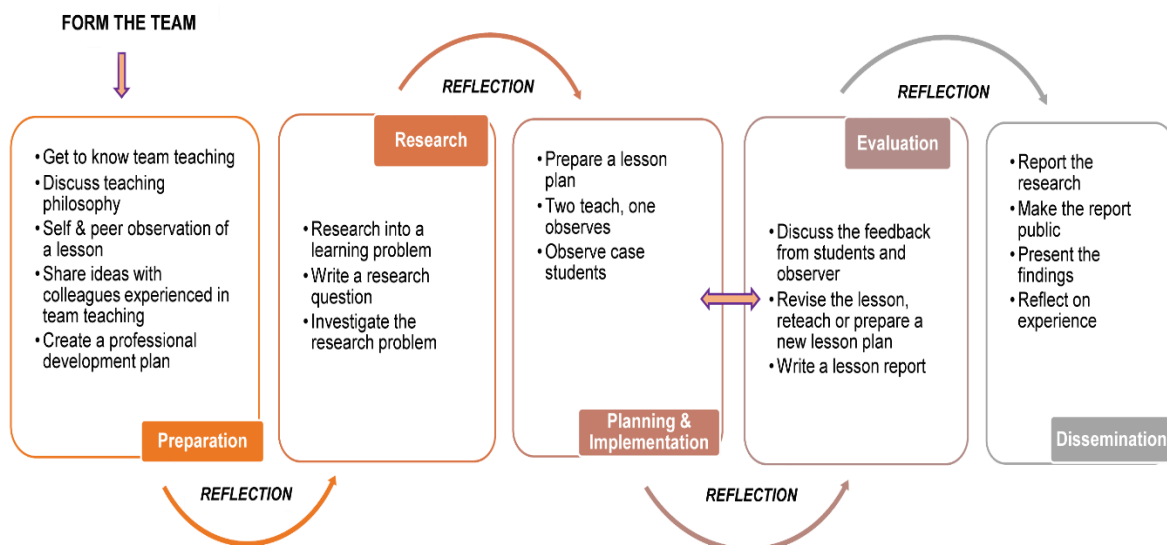 FORM THE TEAM
REFLECTION
REFLECTION
• Get to know team teaching
• Discuss teaching
philosophy
• Self & peer observation of
a lesson
• Share ideas with
colleagues experienced in
team teaching
• Create a professional
development plan
Preparation
Research
• Research into a
learning problem
• Write a research
question
• Investigate the
research problem
• Prepare a lesson
plan
• Two teach, one
observes
• Observe case
students
Planning &
Implementation
Evaluation
• Discuss the feedback
from students and
observer
• Revise the lesson,
reteach or prepare a
new lesson plan
• Write a lesson report
• Report the
research
• Make the report
public
• Present the
findings
• Reflect on
experience
Dissemination
REFLECTION
REFLECTION